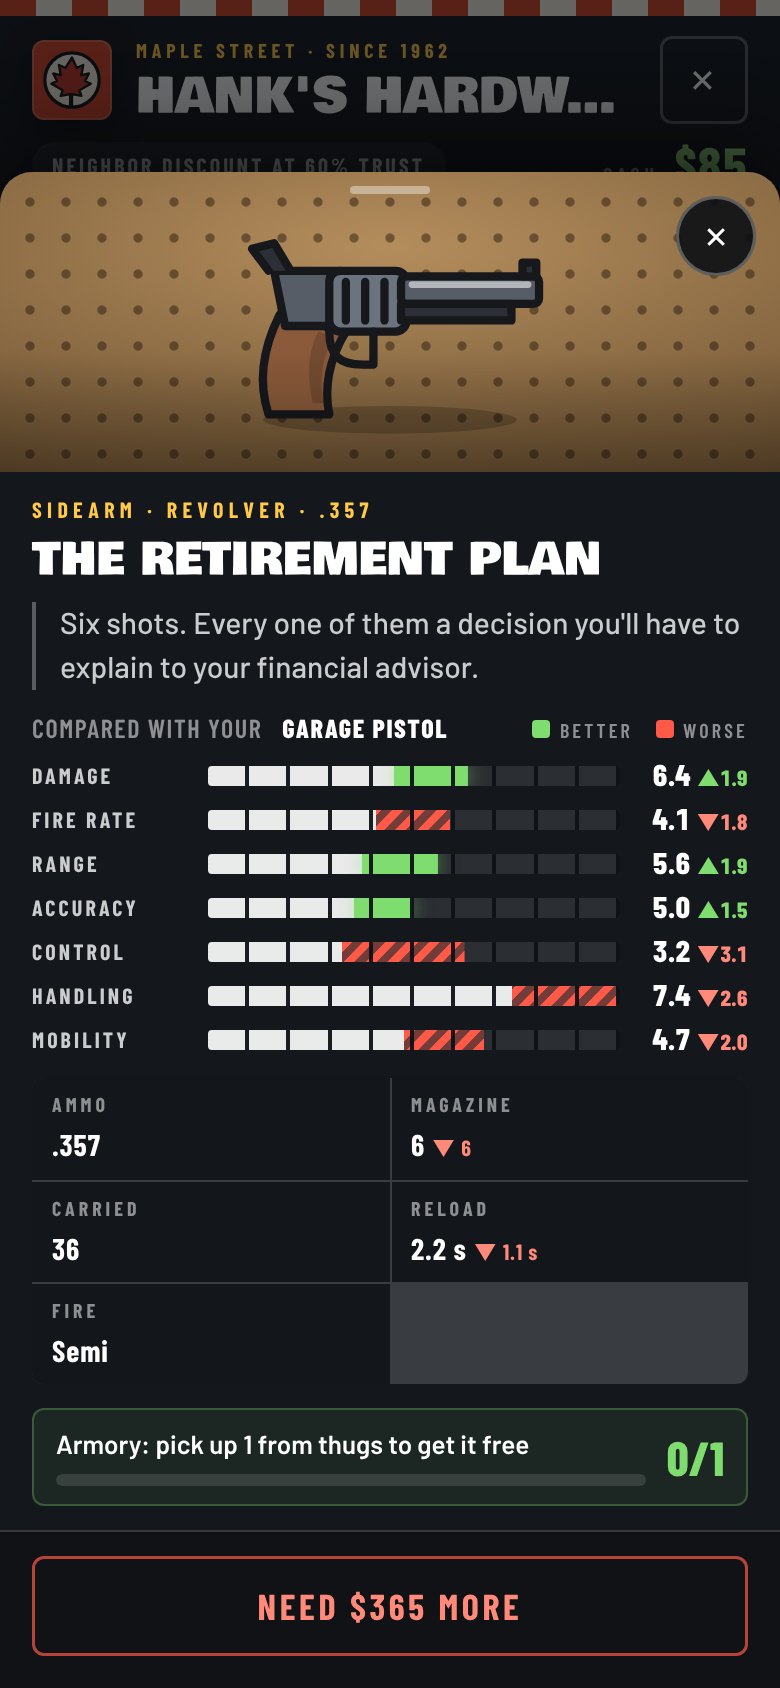 MAPLE STREET · SINCE 1962
HANK'S HARDW...
NEIGHBOR DISCOUNT AT 60% TRUST
CASH $85
SIDEARM · REVOLVER · .357
THE RETIREMENT PLAN
Six shots. Every one of them a decision you'll have to
explain to your financial advisor.
COMPARED WITH YOUR GARAGE PISTOL BETTER WORSE
DAMAGE 6.4 ▲1.9
FIRE RATE 4.1 ▼1.8
RANGE 5.6 ▲1.9
ACCURACY 5.0 ▲1.5
CONTROL 3.2 ▼3.1
HANDLING 7.4 ▼2.6
MOBILITY 4.7 ▼2.0
AMMO MAGAZINE
.357 6 ▼ 6
CARRIED RELOAD
36 2.2 s ▼ 1.1 s
FIRE
Semi
Armory: pick up 1 from thugs to get it free
0/1
NEED $365 MORE